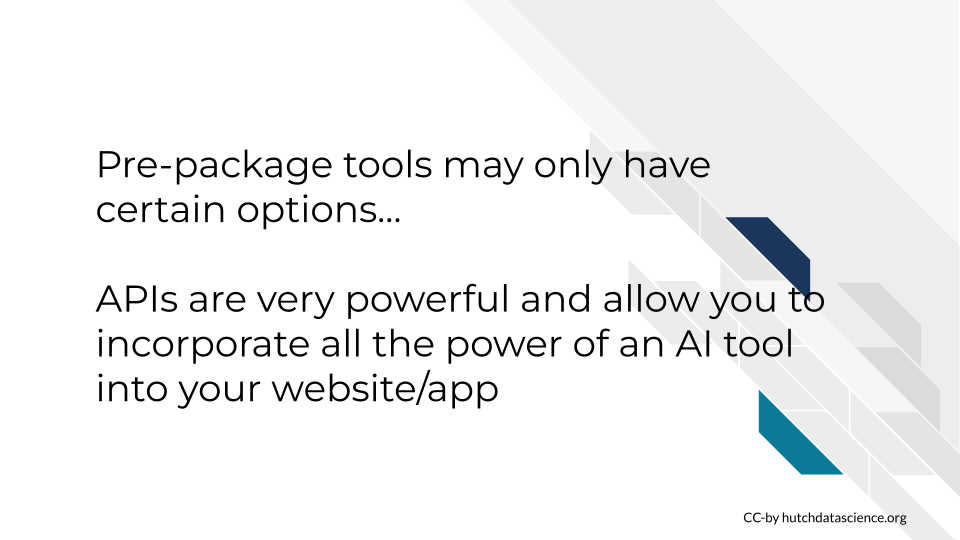 Pre-package tools may only have
certain options...
APIs are very powerful and allow you to
incorporate all the power of an AI tool
into your website/app
CC-by hutchdatascience.org